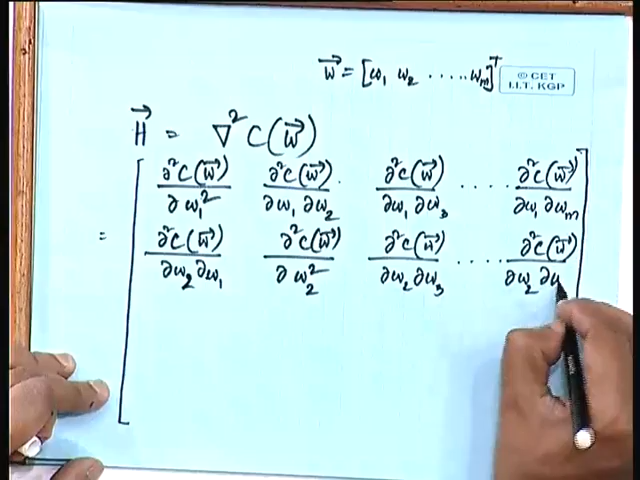 w⃗ = [w₁ w₂ ..... wₘ]ᵀ
© CET
I.I.T. KGP
H⃗ = ∇² C(w⃗)
= [ ∂²C(w⃗)/∂w₁² ∂²C(w⃗)/∂w₁∂w₂ ∂²C(w⃗)/∂w₁∂w₃ .... ∂²C(w⃗)/∂w₁∂wₘ
∂²C(w⃗)/∂w₂∂w₁ ∂²C(w⃗)/∂w₂² ∂²C(w⃗)/∂w₂∂w₃ ..... ∂²C(w⃗)/∂w₂∂w ]